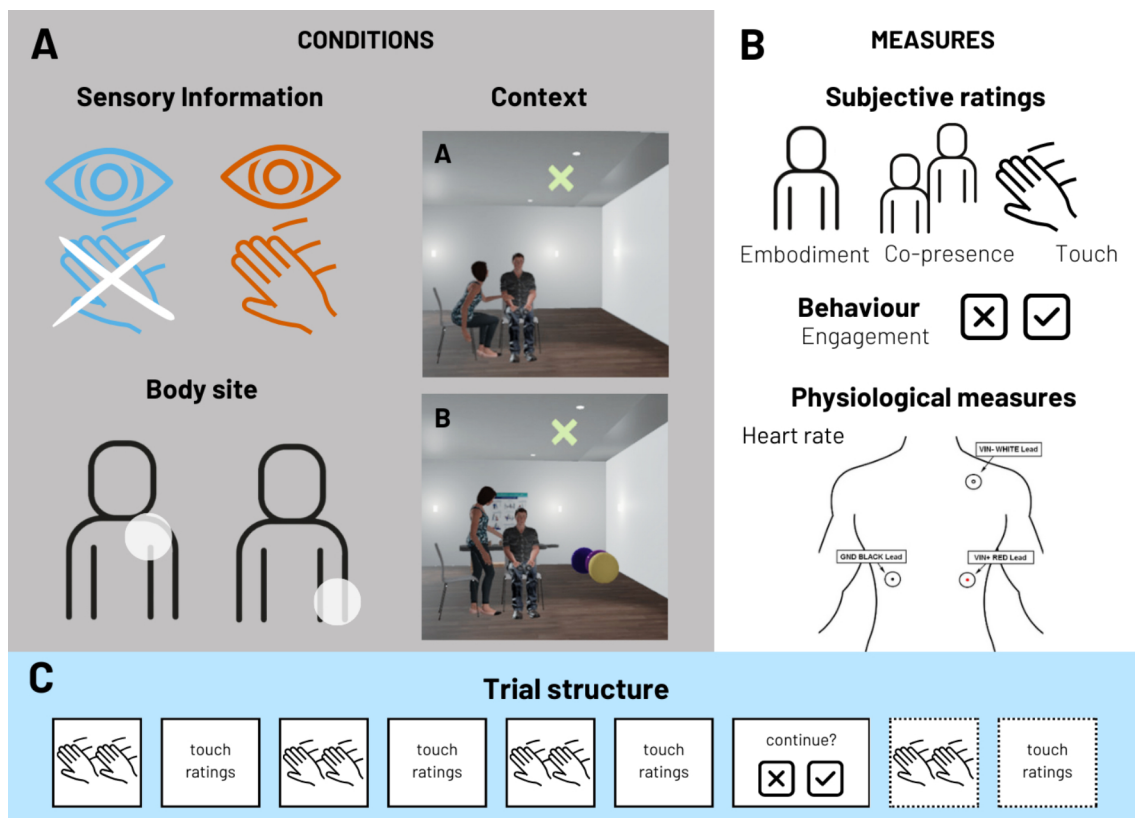 A
CONDITIONS
Sensory Information
Context
A
Body site
B
B
MEASURES
Subjective ratings
Embodiment
Co-presence
Touch
Behaviour
Engagement
Physiological measures
Heart rate
VIN- WHITE Lead
GND BLACK Lead
VIN+ RED Lead
C
Trial structure
touch
ratings
touch
ratings
touch
ratings
continue?
touch
ratings